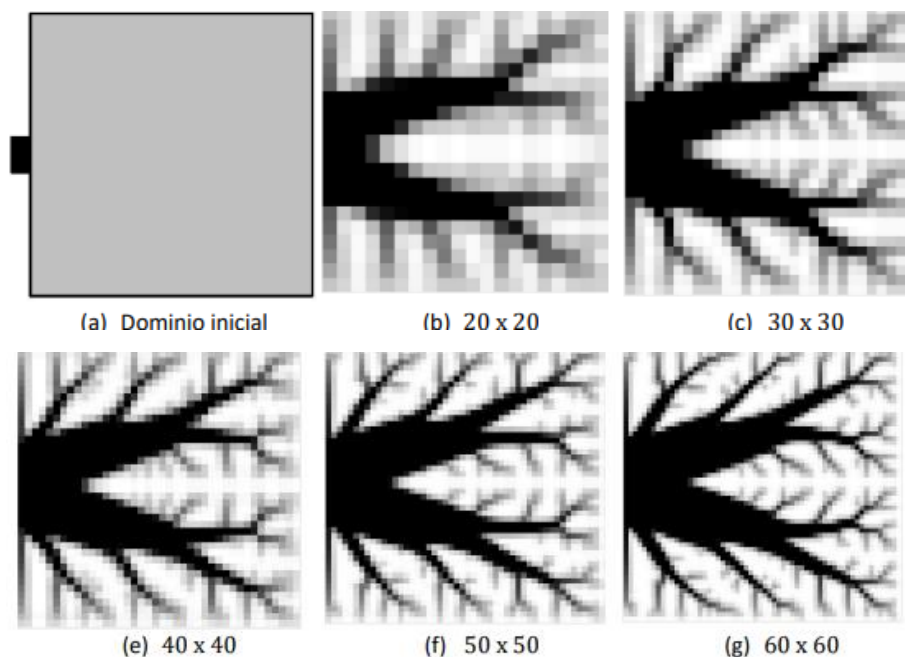 (a) Dominio inicial
(b) 20 x 20
(c) 30 x 30
(e) 40 x 40
(f) 50 x 50
(g) 60 x 60